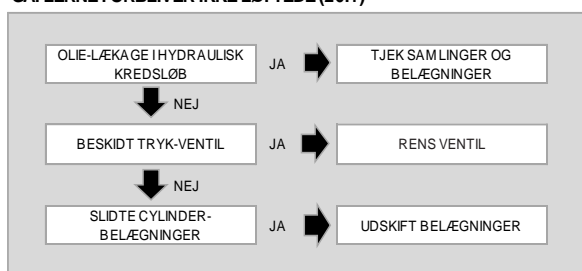 OLIE-LÆKAGE I HYDRAULISK
KREDSLØB
JA
TJEK SAMLINGER OG
BELÆGNINGER
NEJ
BESKIDT TRYK-VENTIL
JA
RENS VENTIL
NEJ
SLIDTE CYLINDER-
BELÆGNINGER
JA
UDSKIFT BELÆGNINGER